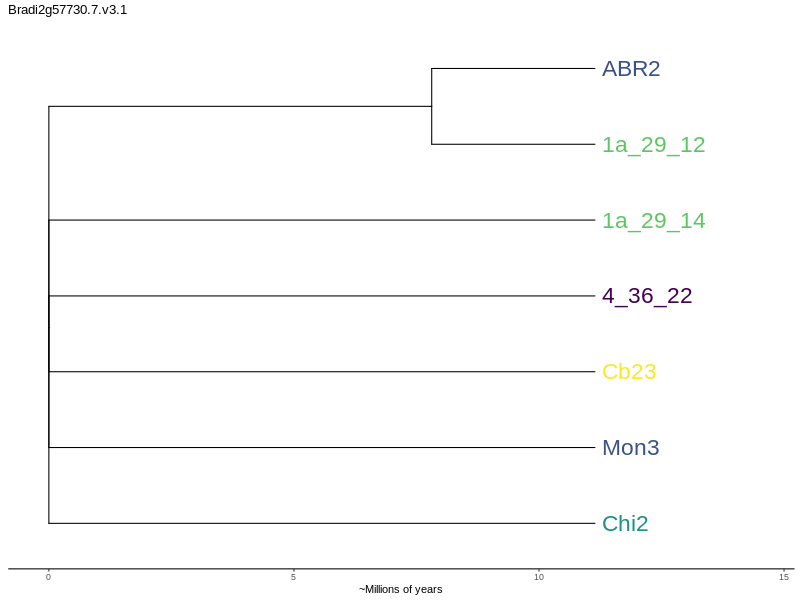 Bradi2g57730.7.v3.1
ABR2
1a_29_12
1a_29_14
4_36_22
Cb23
Mon3
Chi2
0 5 10 15
~Millions of years